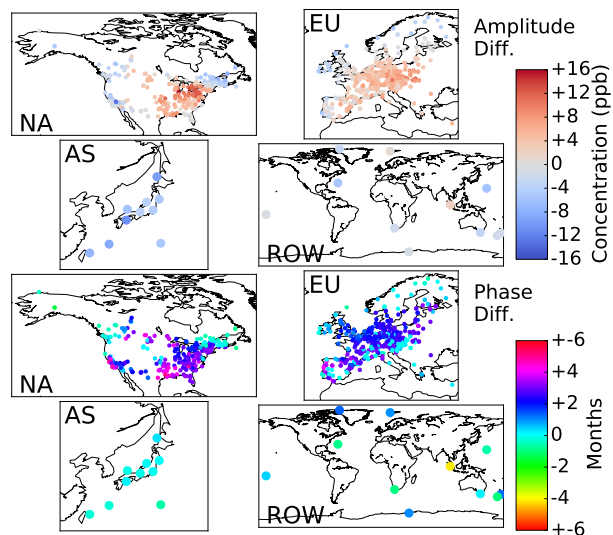 NA
EU
Amplitude
Diff.
AS
ROW
+16
+12
+8
+4
0
-4
-8
-12
-16
Concentration (ppb)
NA
EU
Phase
Diff.
AS
ROW
+-6
+4
+2
0
-2
-4
+-6
Months